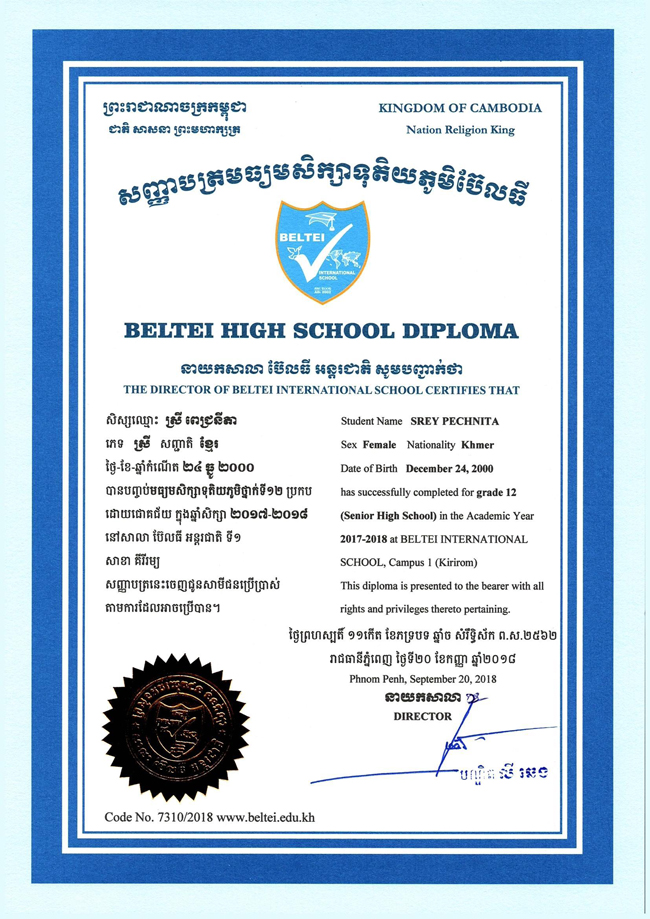 ព្រះរាជាណាចក្រកម្ពុជា
ជាតិ សាសនា ព្រះមហាក្សត្រ
KINGDOM OF CAMBODIA
Nation Religion King
សញ្ញាបត្រមធ្យមសិក្សាទុតិយភូមិប៊ែលធី
BELTEI
INTERNATIONAL
SCHOOL
BELTEI HIGH SCHOOL DIPLOMA
នាយកសាលា ប៊ែលធី អន្តរជាតិ សូមបញ្ជាក់ថា
THE DIRECTOR OF BELTEI INTERNATIONAL SCHOOL CERTIFIES THAT
សិស្សឈ្មោះ ស្រី ពេជ្រនីតា
ភេទ ស្រី សញ្ជាតិ ខ្មែរ
ថ្ងៃ-ខែ-ឆ្នាំកំណើត ២៤ ធ្នូ ២០០០
បានបញ្ចប់មធ្យមសិក្សាទុតិយភូមិថ្នាក់ទី១២ ប្រកប
ដោយជោគជ័យ ក្នុងឆ្នាំសិក្សា ២០១៧-២០១៨
នៅសាលា ប៊ែលធី អន្តរជាតិ ទី១
សាខា គីរីរម្យ
សញ្ញាបត្រនេះចេញជូនសាមីជនប្រើប្រាស់
តាមការដែលអាចប្រើបាន។
Student Name SREY PECHNITA
Sex Female Nationality Khmer
Date of Birth December 24, 2000
has successfully completed for grade 12
(Senior High School) in the Academic Year
2017-2018 at BELTEI INTERNATIONAL
SCHOOL, Campus 1 (Kirirom)
This diploma is presented to the bearer with all
rights and privileges thereto pertaining.
ថ្ងៃព្រហស្បតិ៍ ១១កើត ខែភទ្របទ ឆ្នាំច សំរឹទ្ធិស័ក ព.ស.២៥៦២
រាជធានីភ្នំពេញ ថ្ងៃទី២០ ខែកញ្ញា ឆ្នាំ២០១៨
Phnom Penh, September 20, 2018
នាយកសាលា
DIRECTOR
បណ្ឌិត លី ឆេង
Code No. 7310/2018 www.beltei.edu.kh